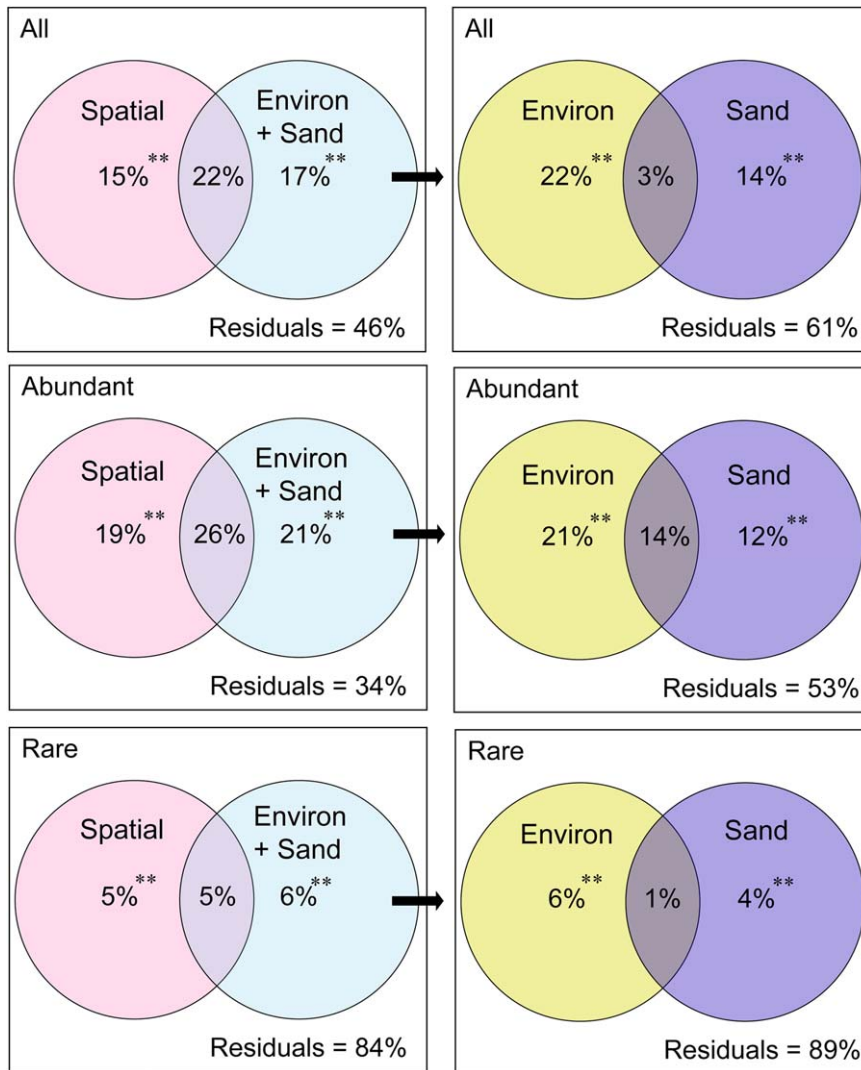 All
Spatial
Environ
+ Sand
15%**
22%
17%**
Residuals = 46%
All
Environ
Sand
22%**
3%
14%**
Residuals = 61%
Abundant
Spatial
Environ
+ Sand
19%**
26%
21%**
Residuals = 34%
Abundant
Environ
Sand
21%**
14%
12%**
Residuals = 53%
Rare
Spatial
Environ
+ Sand
5%**
5%
6%**
Residuals = 84%
Rare
Environ
Sand
6%**
1%
4%**
Residuals = 89%